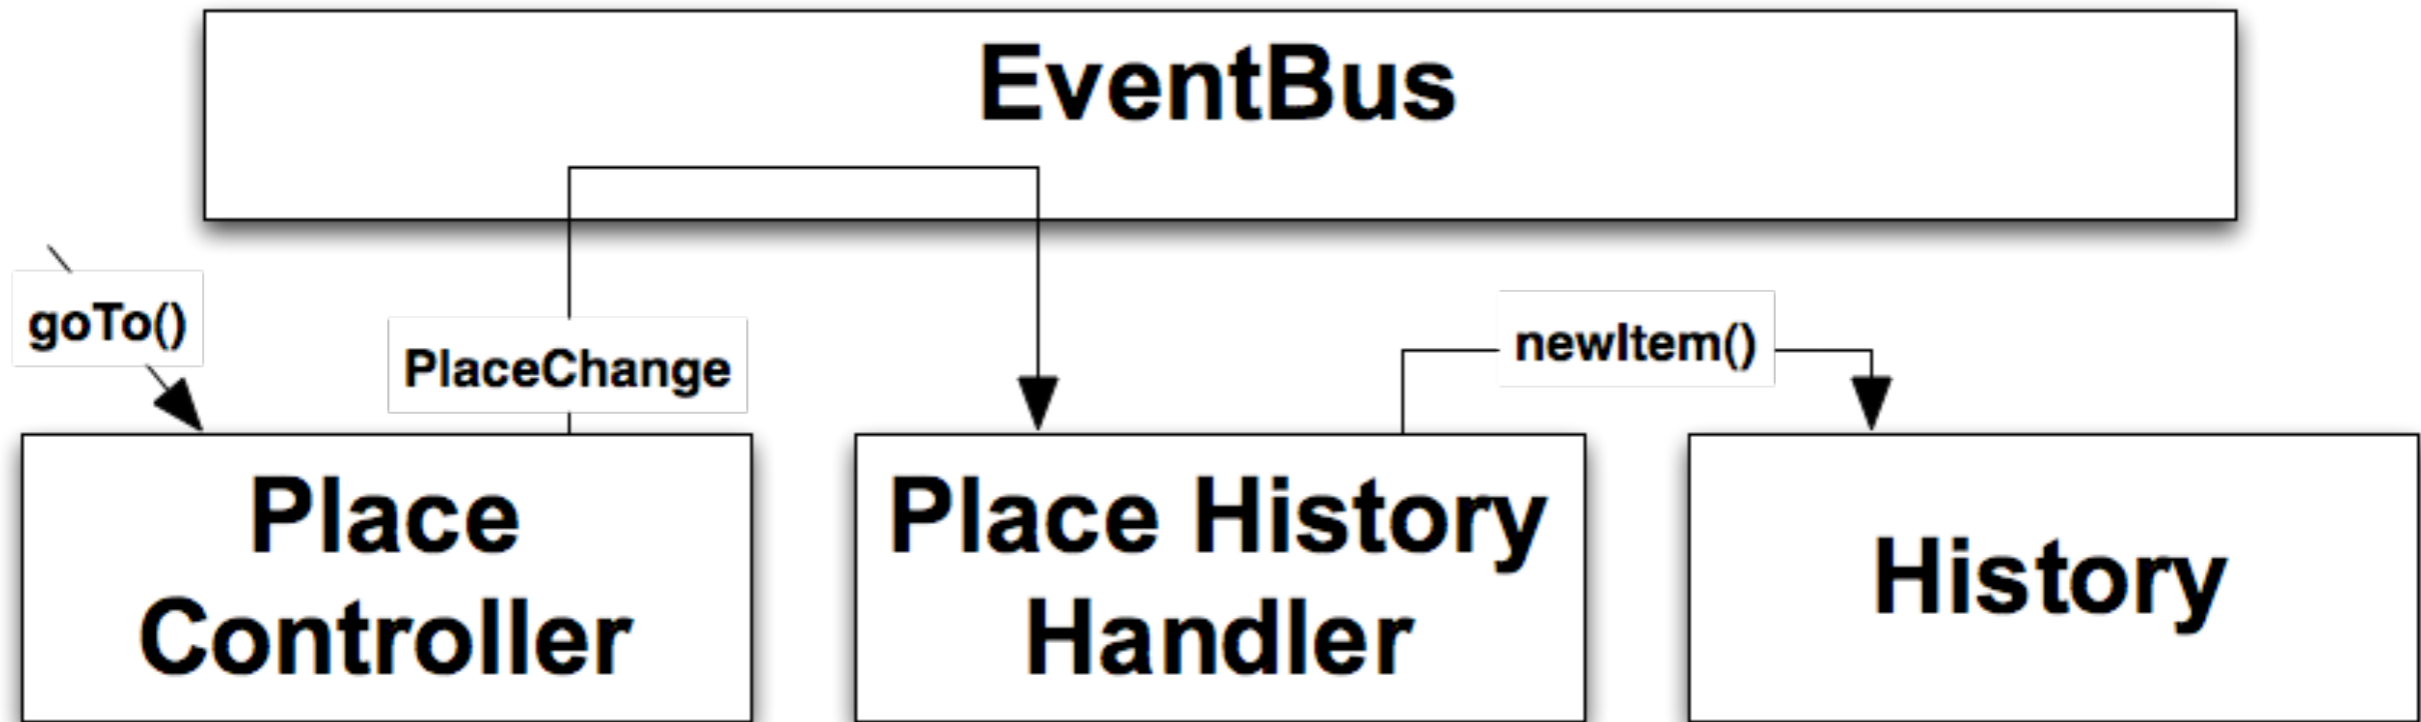 EventBus
goTo()
PlaceChange
newItem()
Place
Controller
Place History
Handler
History